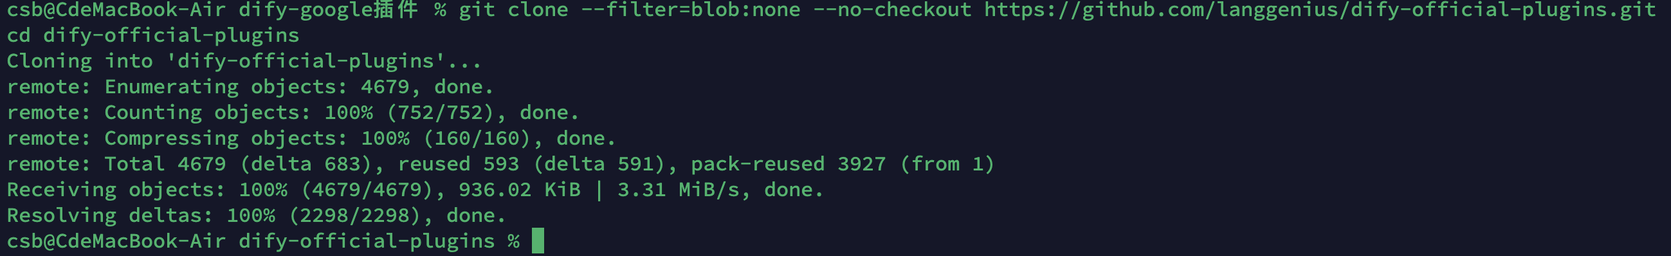 csb@CdeMacBook-Air dify-google插件 % git clone --filter=blob:none --no-checkout https://github.com/langgenius/dify-official-plugins.git
cd dify-official-plugins
Cloning into 'dify-official-plugins'...
remote: Enumerating objects: 4679, done.
remote: Counting objects: 100% (752/752), done.
remote: Compressing objects: 100% (160/160), done.
remote: Total 4679 (delta 683), reused 593 (delta 591), pack-reused 3927 (from 1)
Receiving objects: 100% (4679/4679), 936.02 KiB | 3.31 MiB/s, done.
Resolving deltas: 100% (2298/2298), done.
csb@CdeMacBook-Air dify-official-plugins %